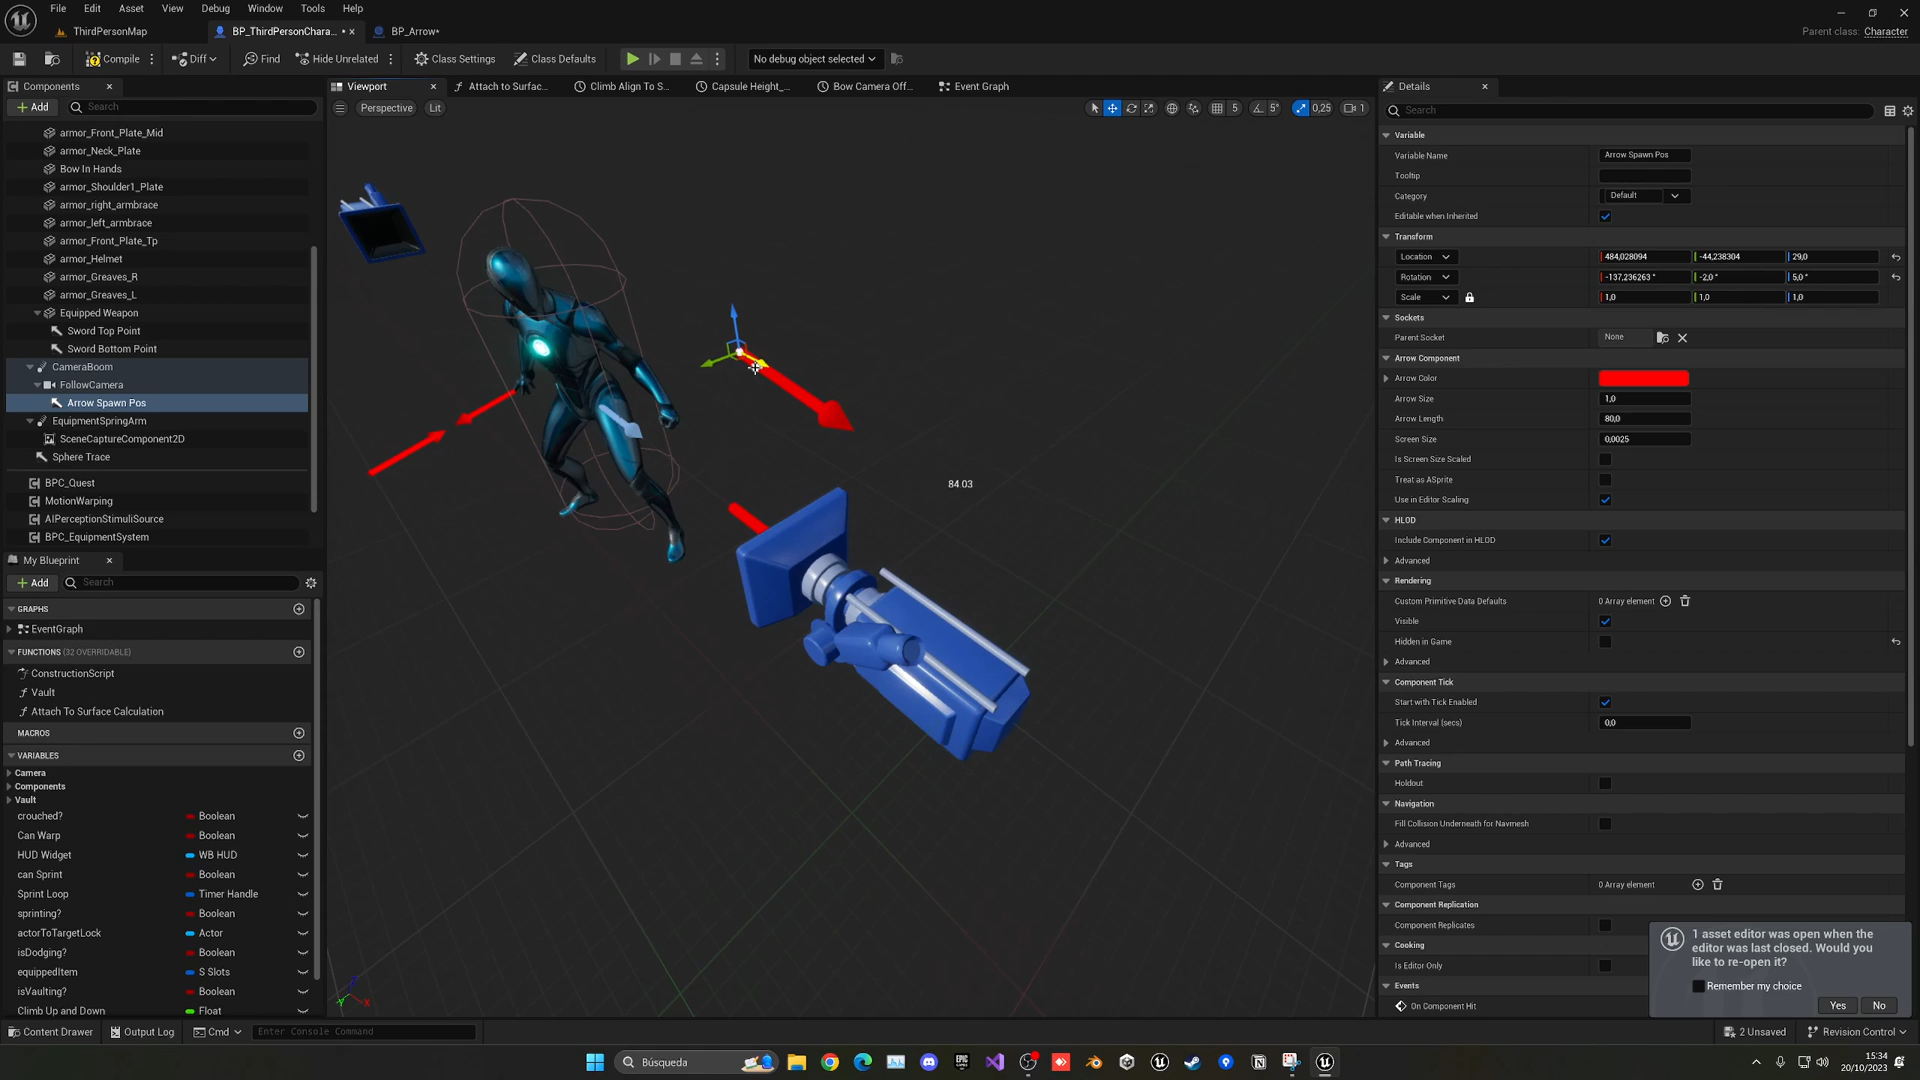 File Edit Asset View Debug Window Tools Help
ThirdPersonMap BP_ThirdPersonChara... • BP_Arrow•
Parent class: Character
Compile Diff Find Hide Unrelated Class Settings Class Defaults No debug object selected
Components
Add Search
armor_Front_Plate_Mid
armor_Neck_Plate
Bow In Hands
armor_Shoulder1_Plate
armor_right_armbrace
armor_left_armbrace
armor_Front_Plate_Tp
armor_Helmet
armor_Greaves_R
armor_Greaves_L
Equipped Weapon
Sword Top Point
Sword Bottom Point
CameraBoom
FollowCamera
Arrow Spawn Pos
EquipmentSpringArm
SceneCaptureComponent2D
Sphere Trace
BPC_Quest
MotionWarping
AIPerceptionStimuliSource
BPC_EquipmentSystem
My Blueprint
Add Search
GRAPHS
EventGraph
FUNCTIONS (32 OVERRIDABLE)
ConstructionScript
Vault
Attach To Surface Calculation
MACROS
VARIABLES
Camera
Components
Vault
crouched? Boolean
Can Warp Boolean
HUD Widget WB HUD
can Sprint Boolean
Sprint Loop Timer Handle
sprinting? Boolean
actorToTargetLock Actor
isDodging? Boolean
equippedItem S Slots
isVaulting? Boolean
Climb Up and Down Float
Viewport Attach to Surfac... Climb Align To S... Capsule Height_... Bow Camera Off... Event Graph
Perspective Lit 5 5° 0,25 1
84.03
Details
Search
Variable
Variable Name Arrow Spawn Pos
Tooltip
Category Default
Editable when Inherited
Transform
Location 484,028094 -44,238304 29,0
Rotation -137,236263 ° -2,0 ° 5,0 °
Scale 1,0 1,0 1,0
Sockets
Parent Socket None
Arrow Component
Arrow Color
Arrow Size 1,0
Arrow Length 80,0
Screen Size 0,0025
Is Screen Size Scaled
Treat as ASprite
Use in Editor Scaling
HLOD
Include Component in HLOD
Advanced
Rendering
Custom Primitive Data Defaults 0 Array element
Visible
Hidden in Game
Advanced
Component Tick
Start with Tick Enabled
Tick Interval (secs) 0,0
Advanced
Path Tracing
Holdout
Navigation
Fill Collision Underneath for Navmesh
Advanced
Tags
Component Tags 0 Array element
Component Replication
Component Replicates
Cooking
Is Editor Only
Events
On Component Hit
1 asset editor was open when the
editor was last closed. Would you
like to re-open it?
Remember my choice
Yes No
Content Drawer Output Log Cmd Enter Console Command 2 Unsaved Revision Control
Búsqueda
15:34
20/10/2023